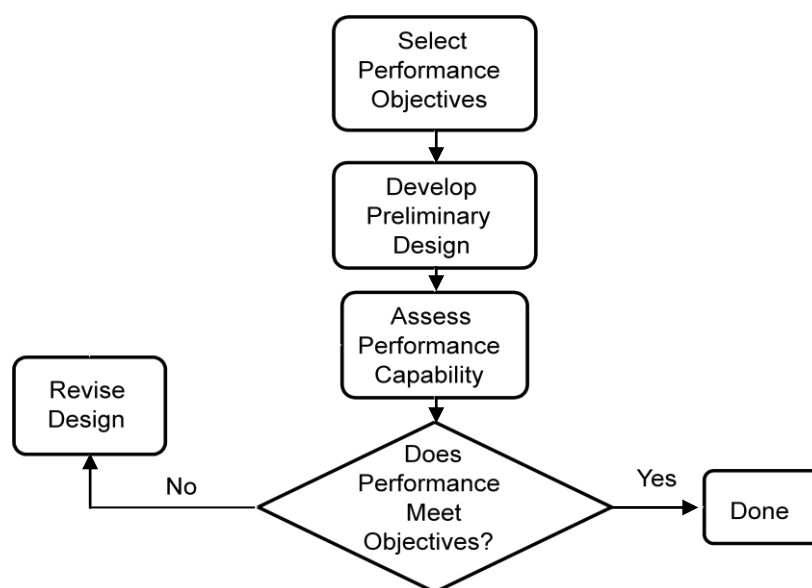 Select
Performance
Objectives
Develop
Preliminary
Design
Assess
Performance
Capability
Revise
Design
Does
Performance
Meet
Objectives?
No
Yes
Done